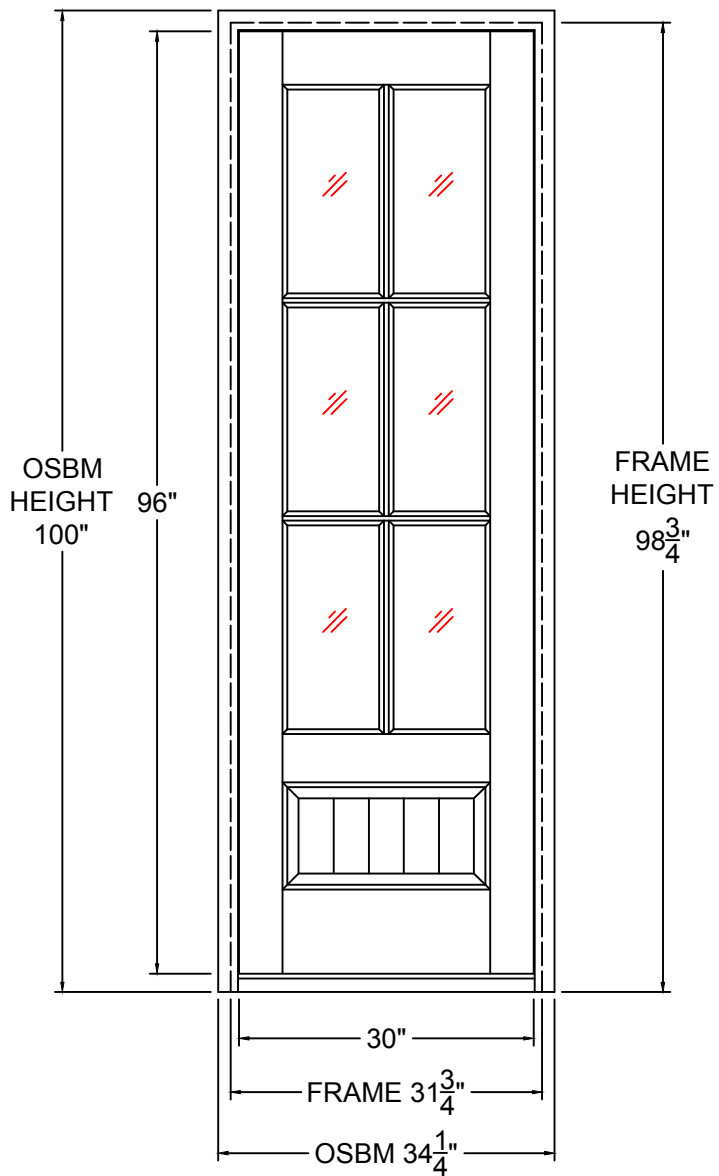 OSBM
HEIGHT
100"
96"
FRAME
HEIGHT
98 3/4"
30"
FRAME 31 3/4"
OSBM 34 1/4"